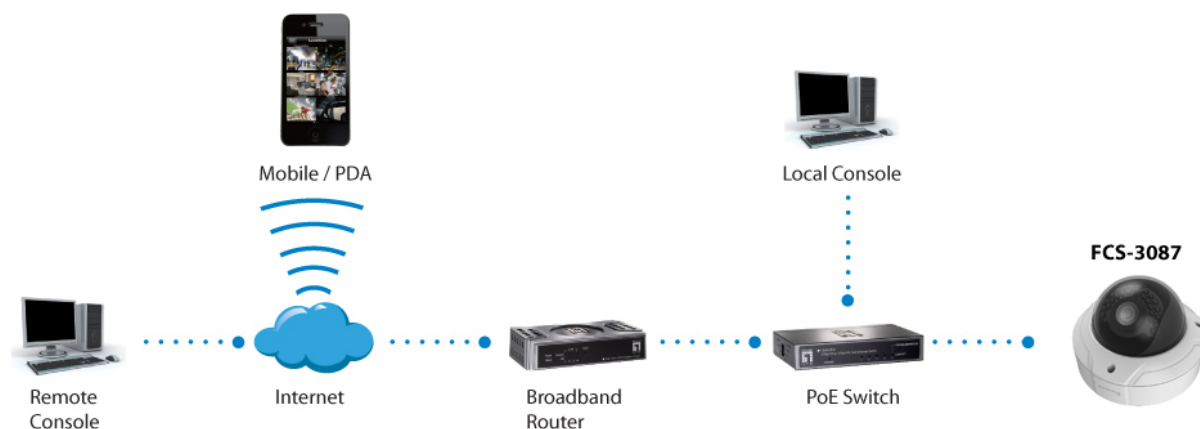 Mobile / PDA
Local Console
FCS-3087
Remote
Console
Internet
Broadband
Router
PoE Switch